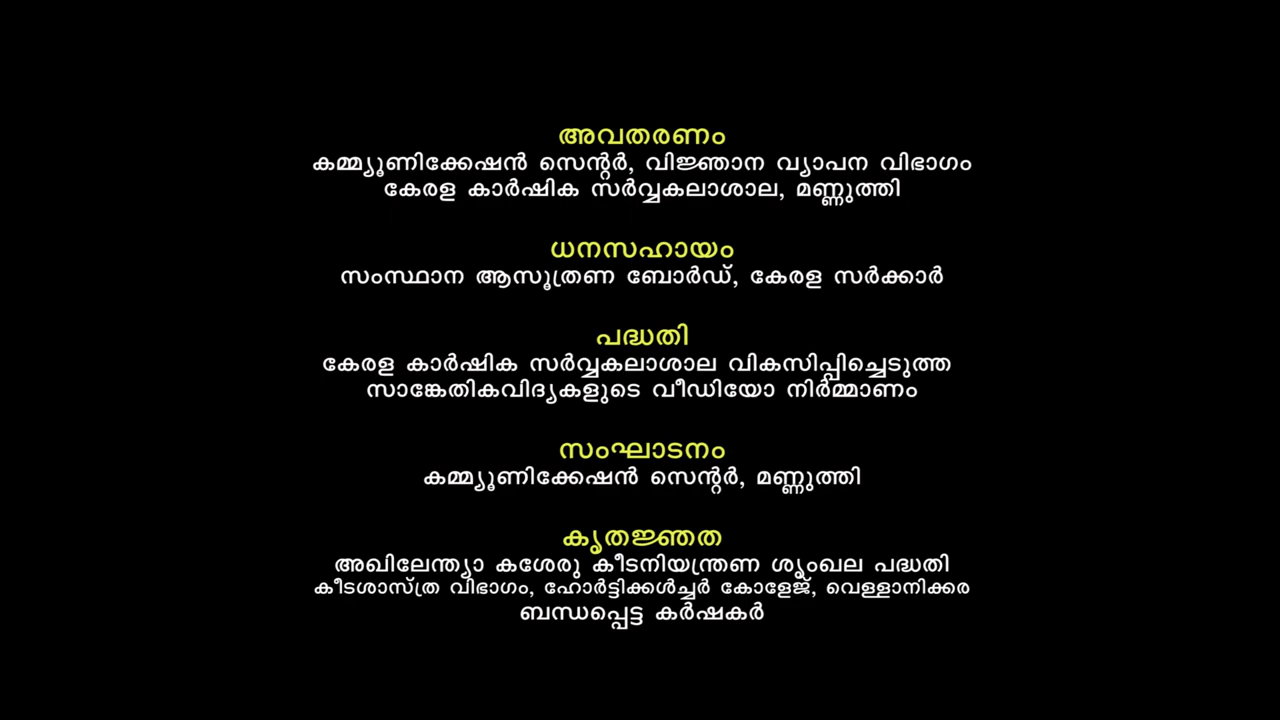 അവതരണം
കമ്മ്യൂണിക്കേഷൻ സെന്റർ, വിജ്ഞാന വ്യാപന വിഭാഗം
കേരള കാർഷിക സർവ്വകലാശാല, മണ്ണുത്തി
ധനസഹായം
സംസ്ഥാന ആസൂത്രണ ബോർഡ്, കേരള സർക്കാർ
പദ്ധതി
കേരള കാർഷിക സർവ്വകലാശാല വികസിപ്പിച്ചെടുത്ത
സാങ്കേതികവിദ്യകളുടെ വീഡിയോ നിർമ്മാണം
സംഘാടനം
കമ്മ്യൂണിക്കേഷൻ സെന്റർ, മണ്ണുത്തി
കൃതജ്ഞത
അഖിലേന്ത്യാ കശേരു കീടനിയന്ത്രണ ശൃംഖല പദ്ധതി
കീടശാസ്ത്ര വിഭാഗം, ഹോർട്ടിക്കൾച്ചർ കോളേജ്, വെള്ളാനിക്കര
ബന്ധപ്പെട്ട കർഷകർ